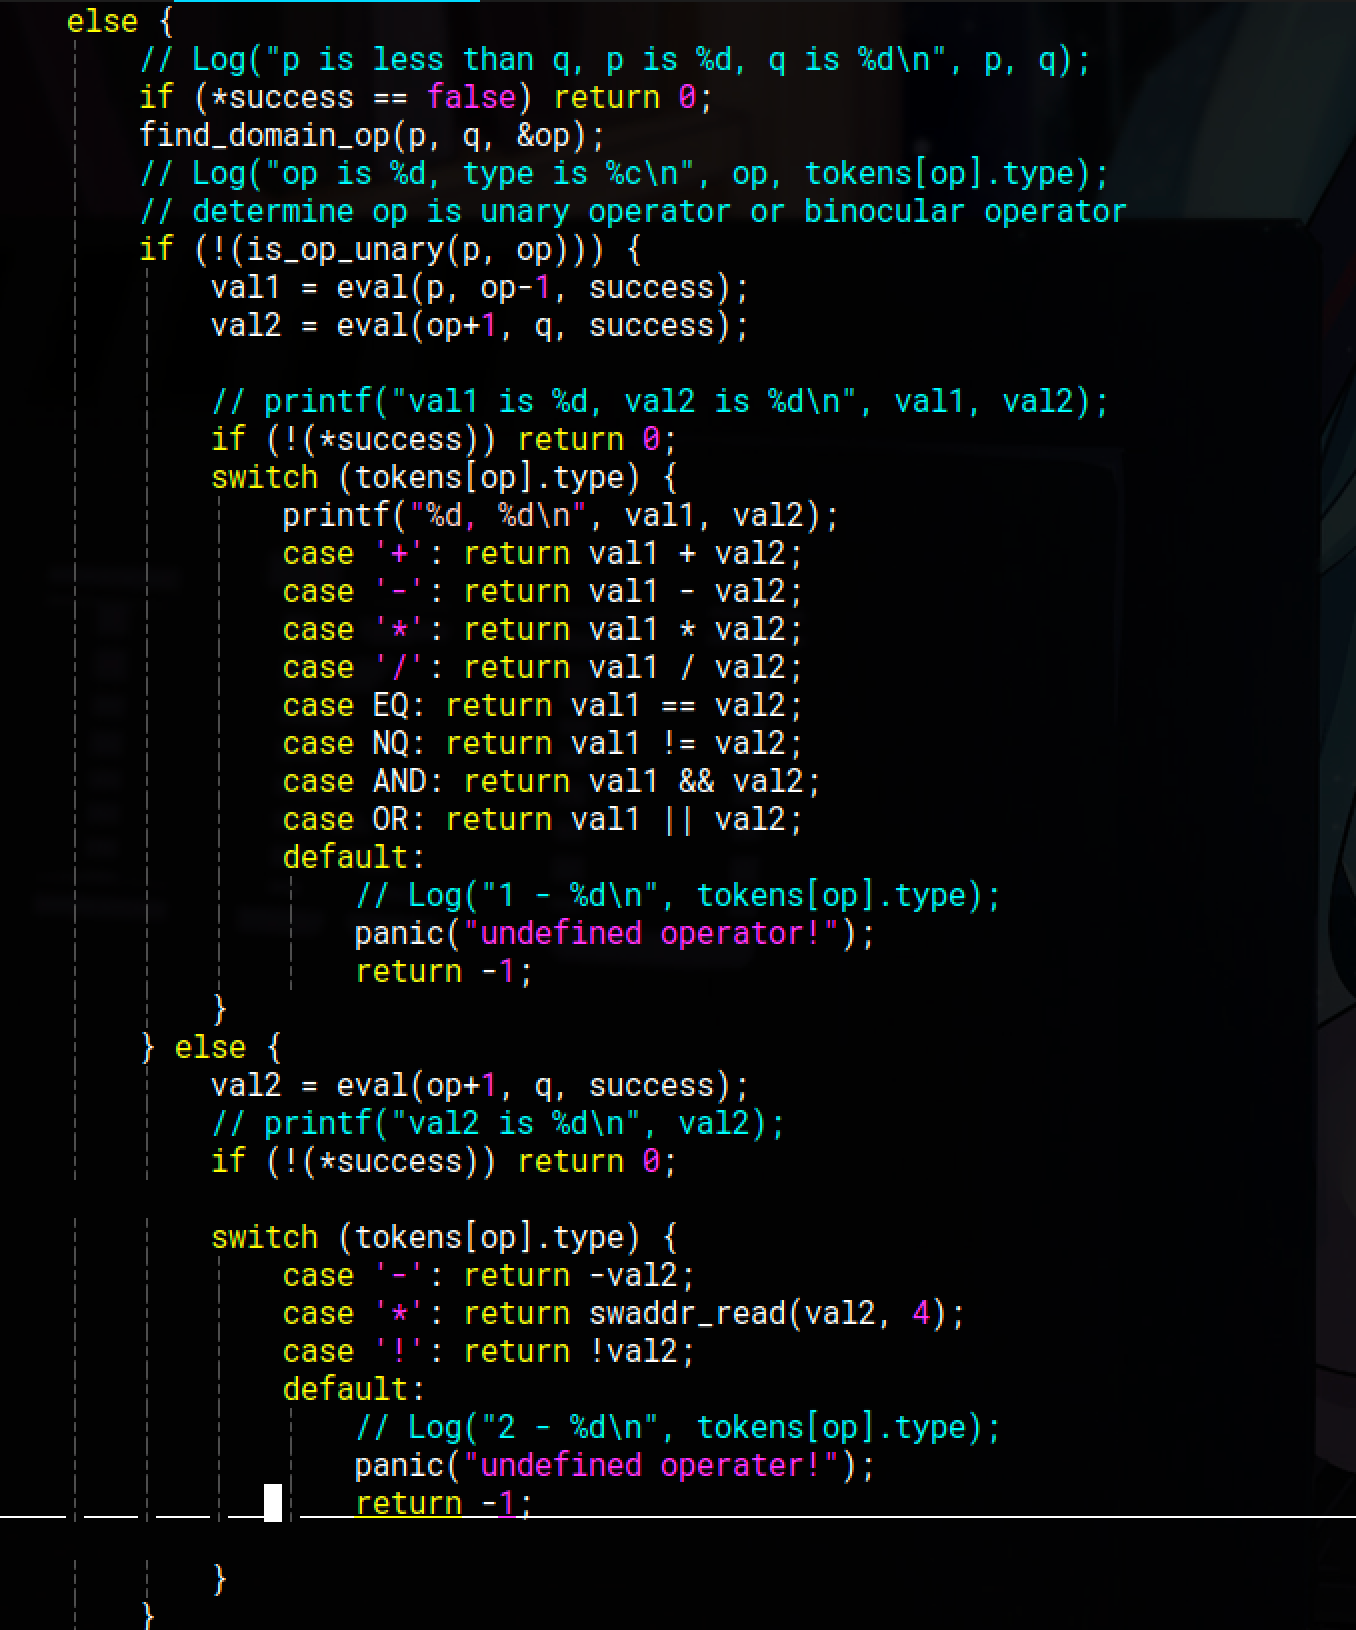 else {
// Log("p is less than q, p is %d, q is %d\n", p, q);
if (*success == false) return 0;
find_domain_op(p, q, &op);
// Log("op is %d, type is %c\n", op, tokens[op].type);
// determine op is unary operator or binocular operator
if (!(is_op_unary(p, op))) {
val1 = eval(p, op-1, success);
val2 = eval(op+1, q, success);
// printf("val1 is %d, val2 is %d\n", val1, val2);
if (!(*success)) return 0;
switch (tokens[op].type) {
printf("%d, %d\n", val1, val2);
case '+': return val1 + val2;
case '-': return val1 - val2;
case '*': return val1 * val2;
case '/': return val1 / val2;
case EQ: return val1 == val2;
case NQ: return val1 != val2;
case AND: return val1 && val2;
case OR: return val1 || val2;
default:
// Log("1 - %d\n", tokens[op].type);
panic("undefined operator!");
return -1;
}
} else {
val2 = eval(op+1, q, success);
// printf("val2 is %d\n", val2);
if (!(*success)) return 0;
switch (tokens[op].type) {
case '-': return -val2;
case '*': return swaddr_read(val2, 4);
case '!': return !val2;
default:
// Log("2 - %d\n", tokens[op].type);
panic("undefined operater!");
return -1;
}
}